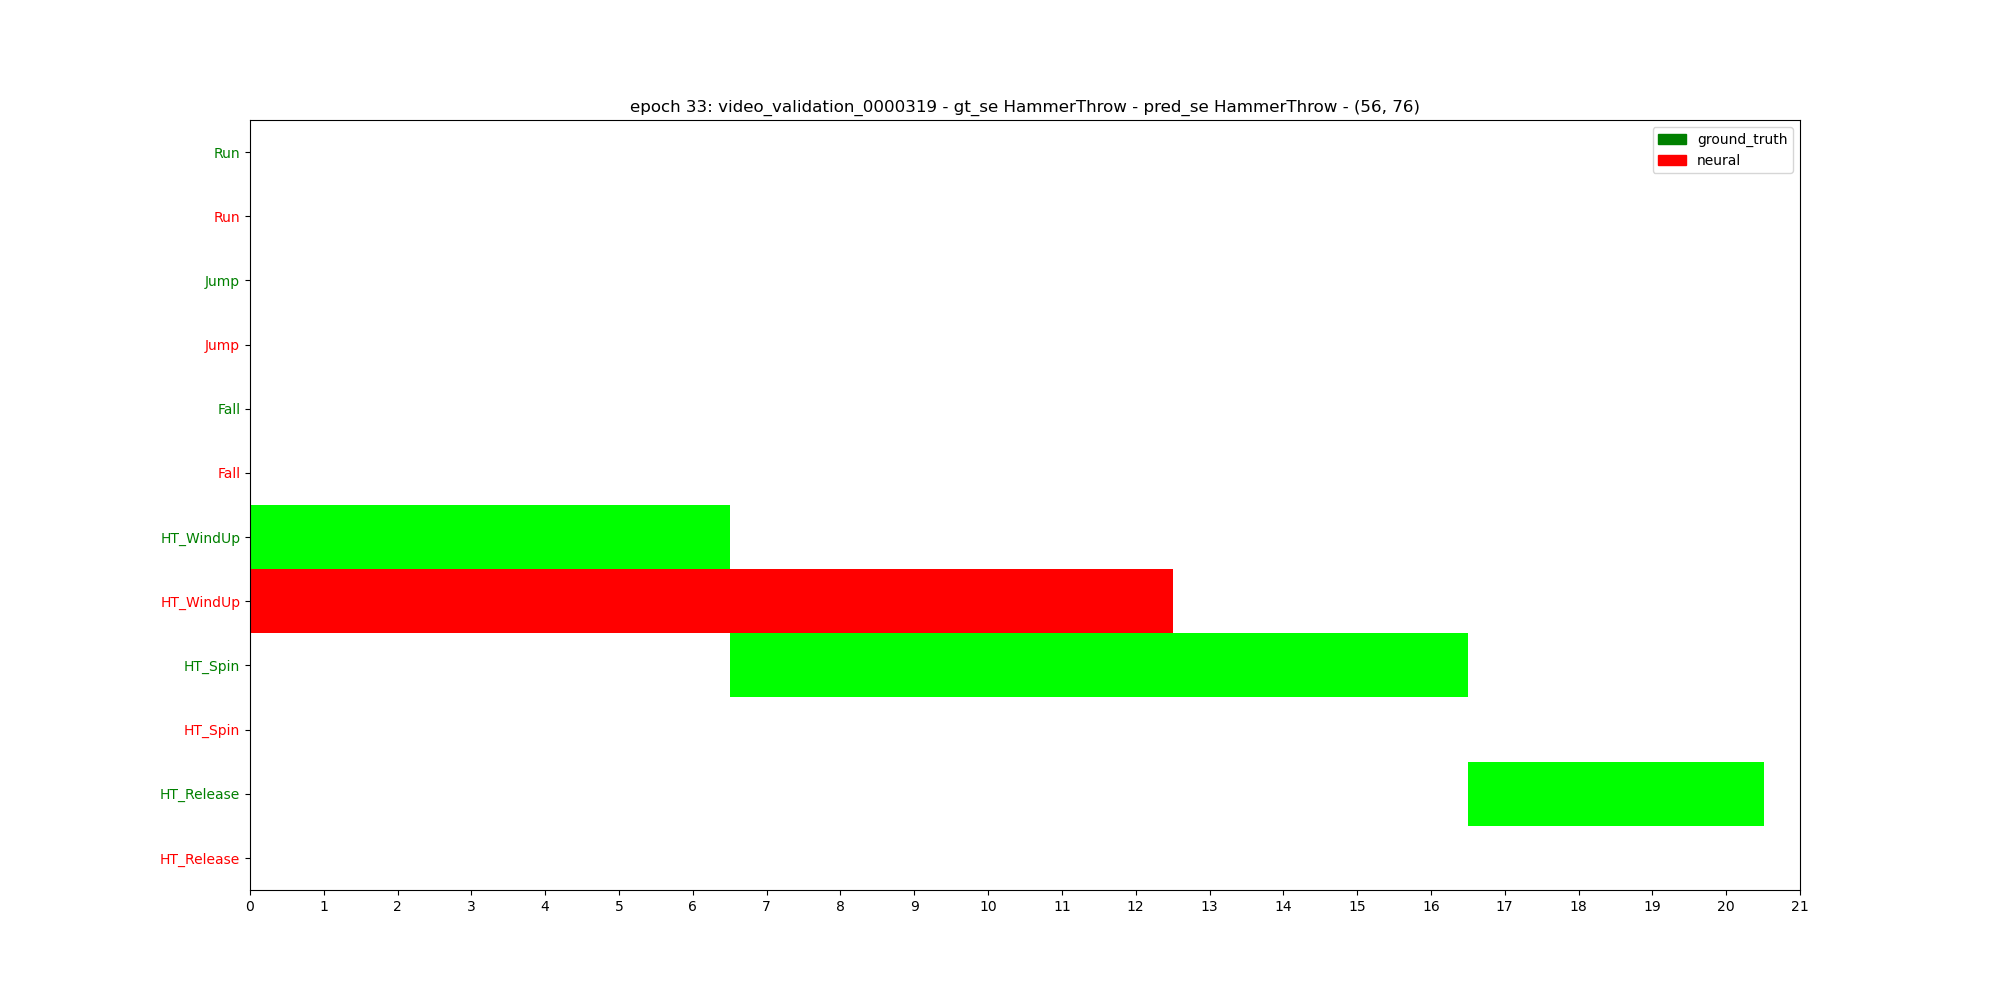 epoch 33: video_validation_0000319 - gt_se HammerThrow - pred_se HammerThrow - (56, 76)
ground_truth
neural
Run
Run
Jump
Jump
Fall
Fall
HT_WindUp
HT_WindUp
HT_Spin
HT_Spin
HT_Release
HT_Release
0 1 2 3 4 5 6 7 8 9 10 11 12 13 14 15 16 17 18 19 20 21